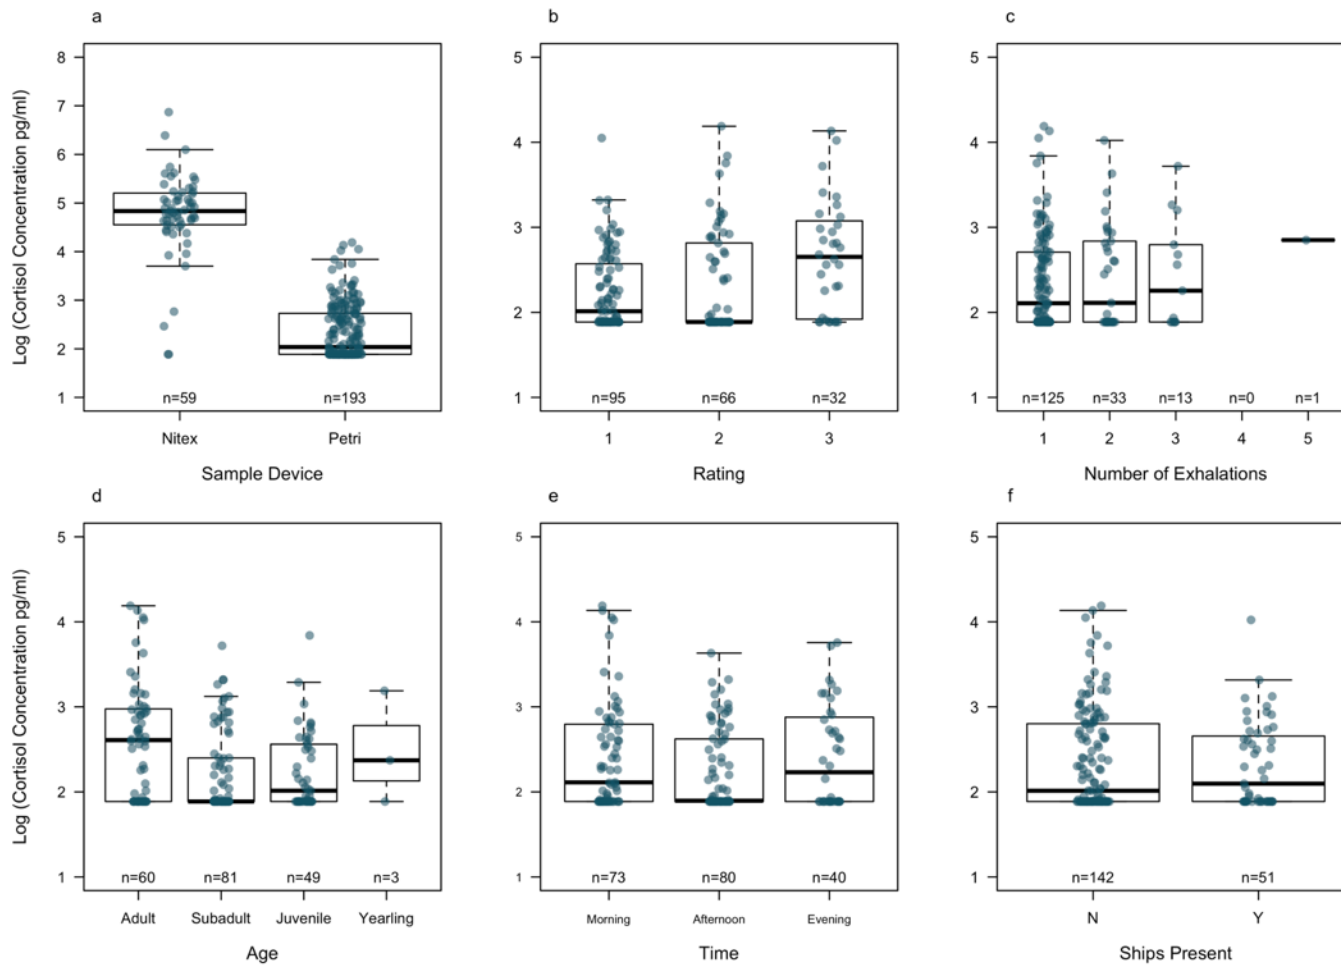 a
Log (Cortisol Concentration pg/ml)
8
7
6
5
4
3
2
1
n=59 n=193
Nitex Petri
Sample Device
b
5
4
3
2
1
n=95 n=66 n=32
1 2 3
Rating
c
5
4
3
2
1
n=125 n=33 n=13 n=0 n=1
1 2 3 4 5
Number of Exhalations
d
Log (Cortisol Concentration pg/ml)
5
4
3
2
1
n=60 n=81 n=49 n=3
Adult Subadult Juvenile Yearling
Age
e
5
4
3
2
1
n=73 n=80 n=40
Morning Afternoon Evening
Time
f
5
4
3
2
1
n=142 n=51
N Y
Ships Present